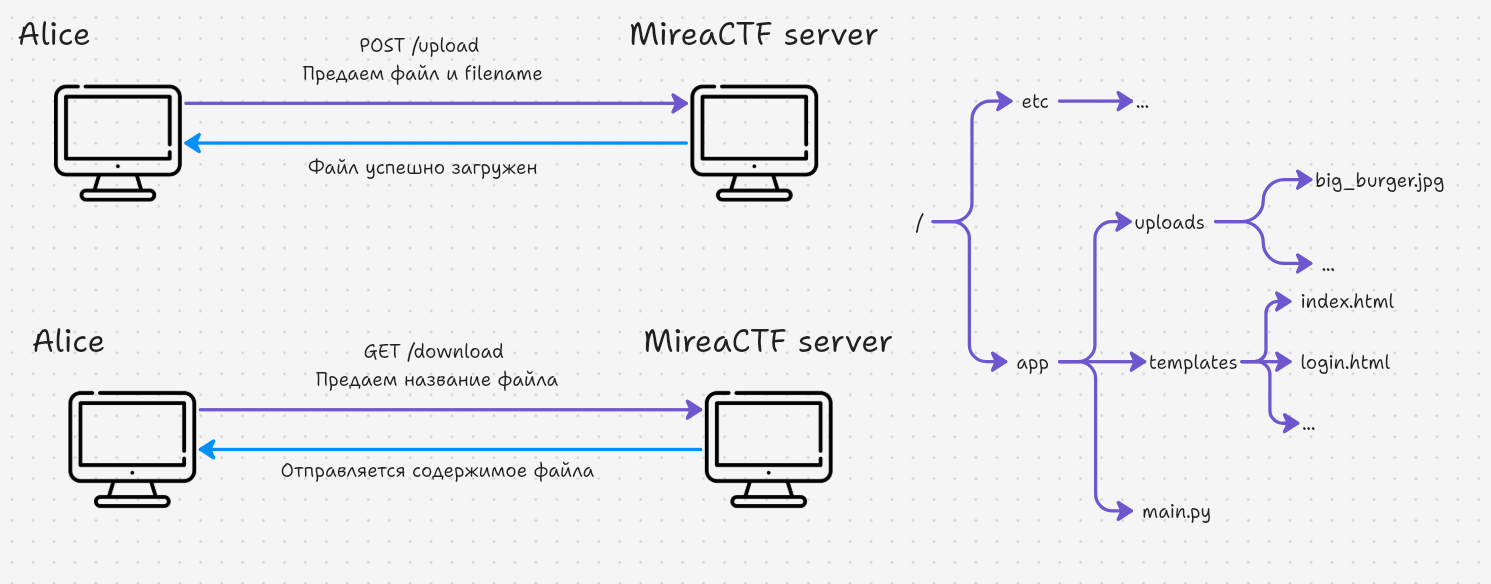 Alice
MireaCTF server
POST /upload
Предаем файл и filename
Файл успешно загружен
Alice
MireaCTF server
GET /download
Предаем название файла
Отправляется содержимое файла
/
etc
...
app
uploads
big_burger.jpg
...
templates
index.html
login.html
...
main.py